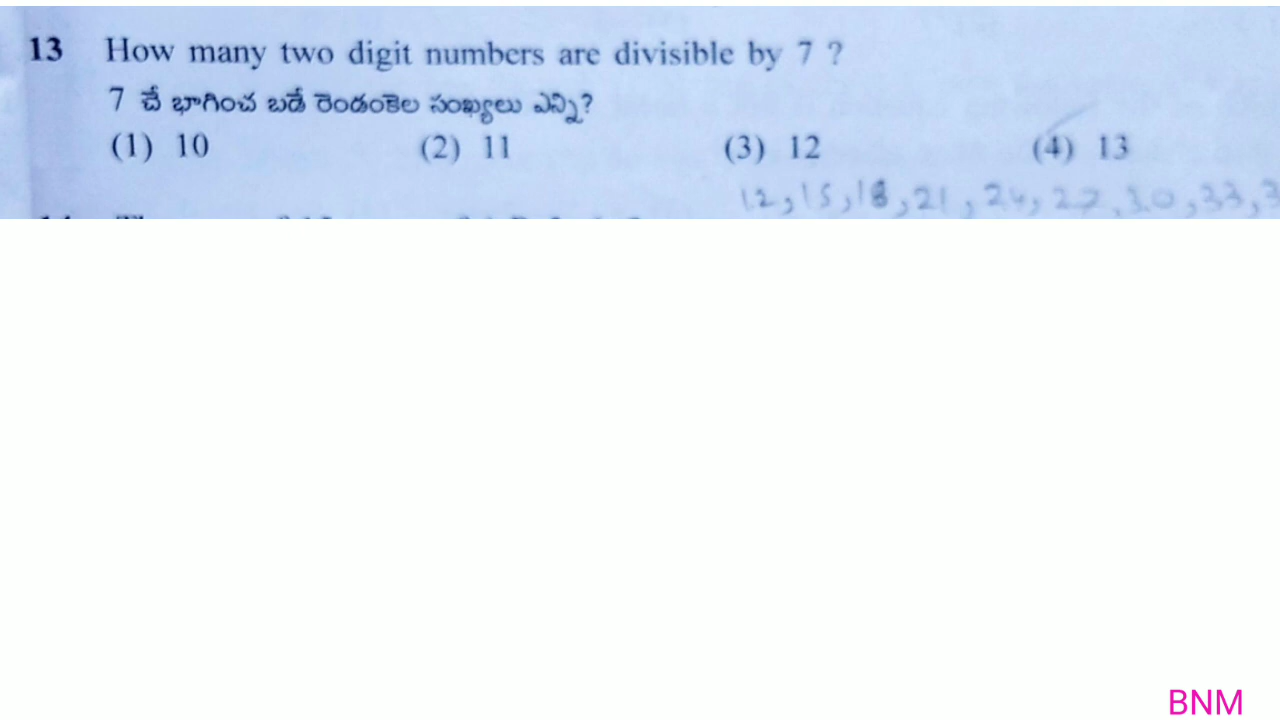 13 How many two digit numbers are divisible by 7 ?
7 చే భాగించ బడే రెండంకెల సంఖ్యలు ఎన్ని?
(1) 10 (2) 11 (3) 12 (4) 13
12, 15, 18, 21, 24, 27, 30, 33, 3
BNM